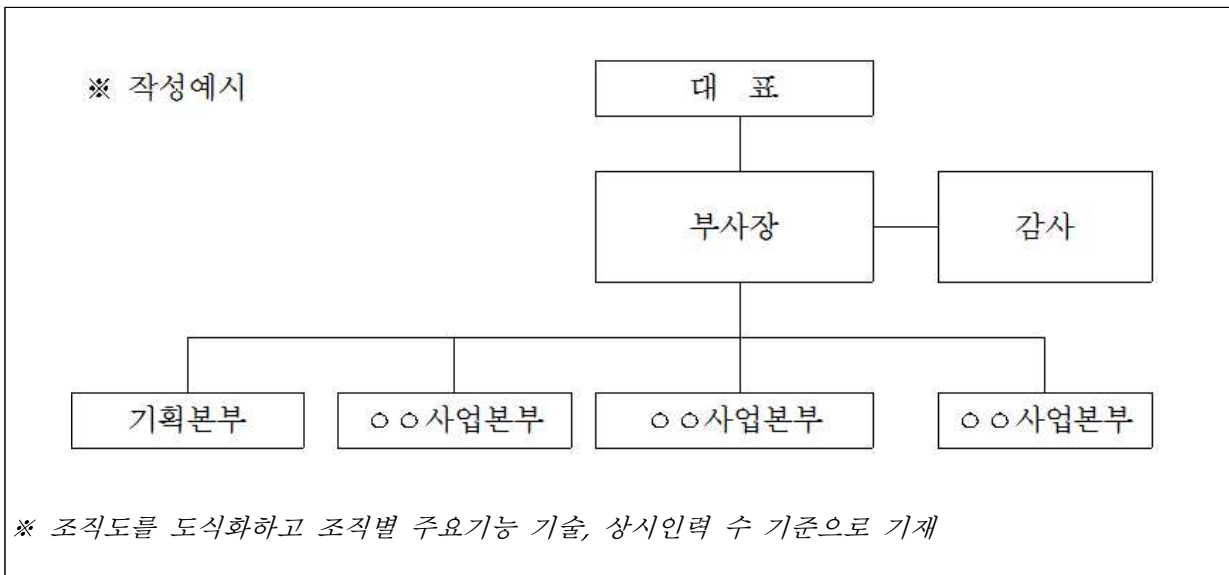 ※ 작성예시
대 표
부사장
감사
기획본부
ㅇㅇ사업본부
ㅇㅇ사업본부
ㅇㅇ사업본부
※ 조직도를 도식화하고 조직별 주요기능 기술, 상시인력 수 기준으로 기재